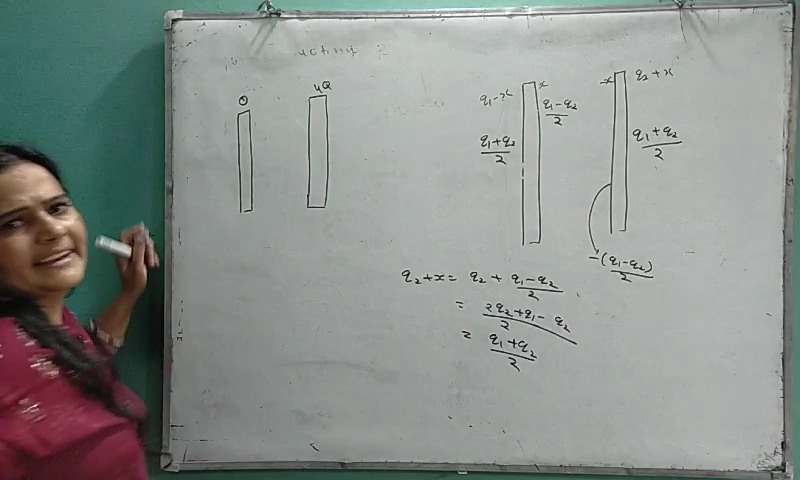 Q
4Q
q₁-x
x
(q₁-q₂)/2
(q₁+q₂)/2
-x
q₂+x
(q₁+q₂)/2
-(q₁-q₂)/2
q₂+x = q₂ + (q₁-q₂)/2
= (2q₂+q₁-q₂)/2
= (q₁+q₂)/2